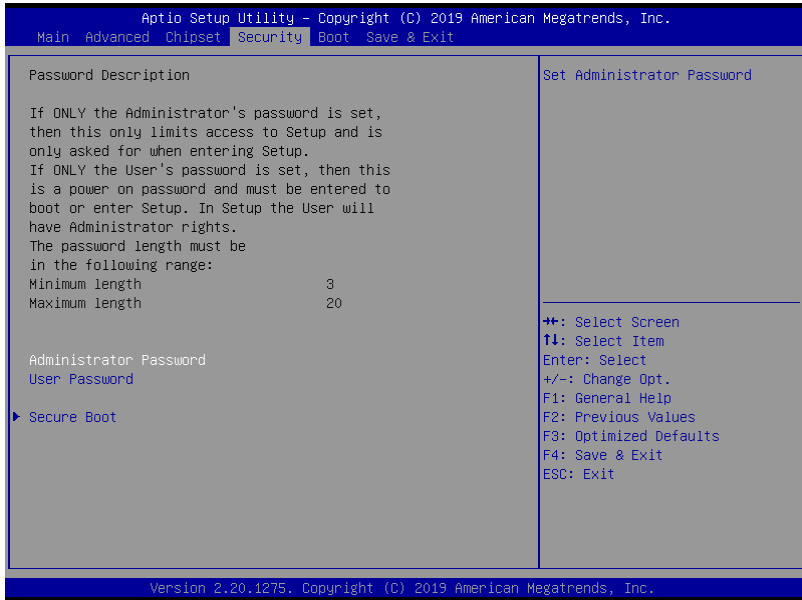 Aptio Setup Utility – Copyright (C) 2019 American Megatrends, Inc.
Main Advanced Chipset Security Boot Save & Exit
Password Description
If ONLY the Administrator's password is set,
then this only limits access to Setup and is
only asked for when entering Setup.
If ONLY the User's password is set, then this
is a power on password and must be entered to
boot or enter Setup. In Setup the User will
have Administrator rights.
The password length must be
in the following range:
Minimum length 3
Maximum length 20
Administrator Password
User Password
Secure Boot
Set Administrator Password
→←: Select Screen
↑↓: Select Item
Enter: Select
+/-: Change Opt.
F1: General Help
F2: Previous Values
F3: Optimized Defaults
F4: Save & Exit
ESC: Exit
Version 2.20.1275. Copyright (C) 2019 American Megatrends, Inc.